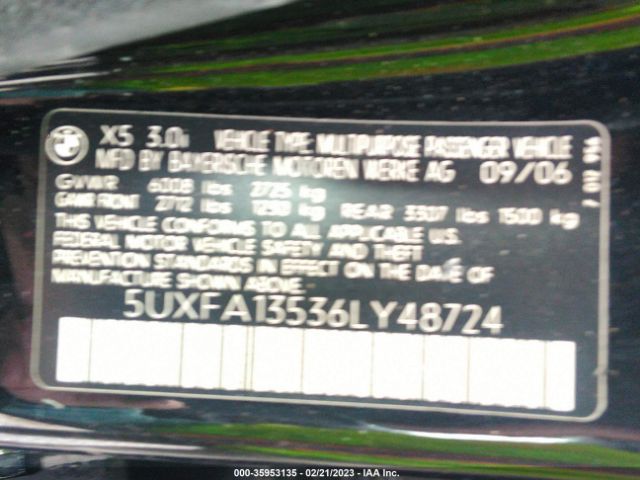 X5 3.0i VEHICLE TYPE: MULTIPURPOSE PASSENGER VEHICLE
MFD BY BAYERISCHE MOTOREN WERKE AG 09/06
GVWR 6008 lbs 2725 kg
GAWR FRONT 2712 lbs 1230 kg REAR 3307 lbs 1500 kg
THIS VEHICLE CONFORMS TO ALL APPLICABLE U.S.
FEDERAL MOTOR VEHICLE SAFETY AND THEFT
PREVENTION STANDARDS IN EFFECT ON THE DATE OF
MANUFACTURE SHOWN ABOVE.
5UXFA13536LY48724
000-35953135 - 02/21/2023 - IAA Inc.